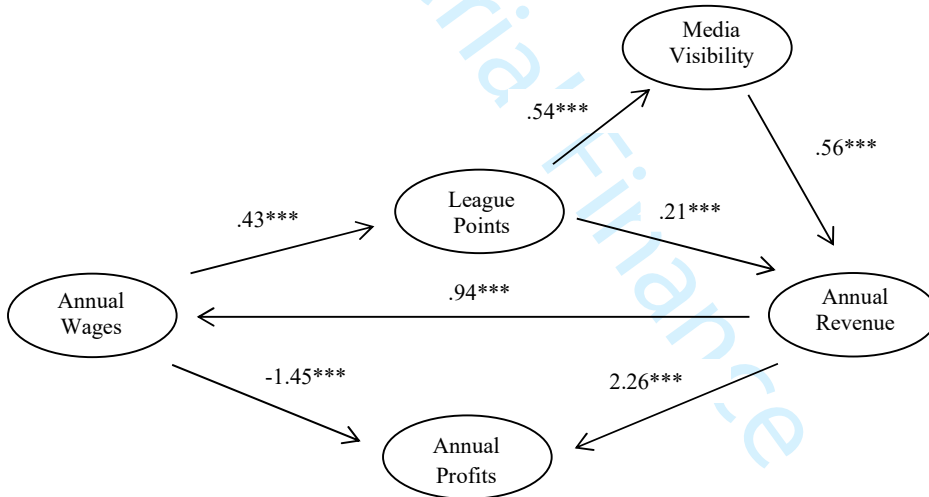 Media
Visibility
.54***
.56***
League
Points
.43***
.21***
Annual
Wages
.94***
Annual
Revenue
-1.45***
2.26***
Annual
Profits
Finance